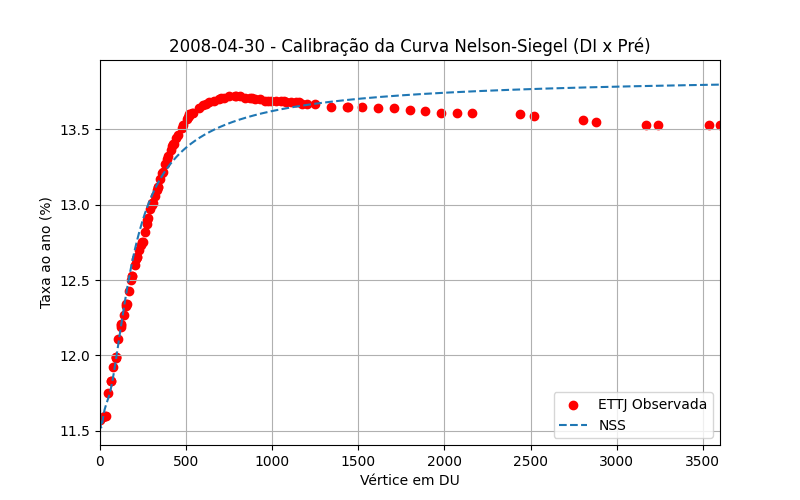 2008-04-30 - Calibração da Curva Nelson-Siegel (DI x Pré)
Taxa ao ano (%)
13.5
13.0
12.5
12.0
11.5
ETTJ Observada
NSS
0 500 1000 1500 2000 2500 3000 3500
Vértice em DU